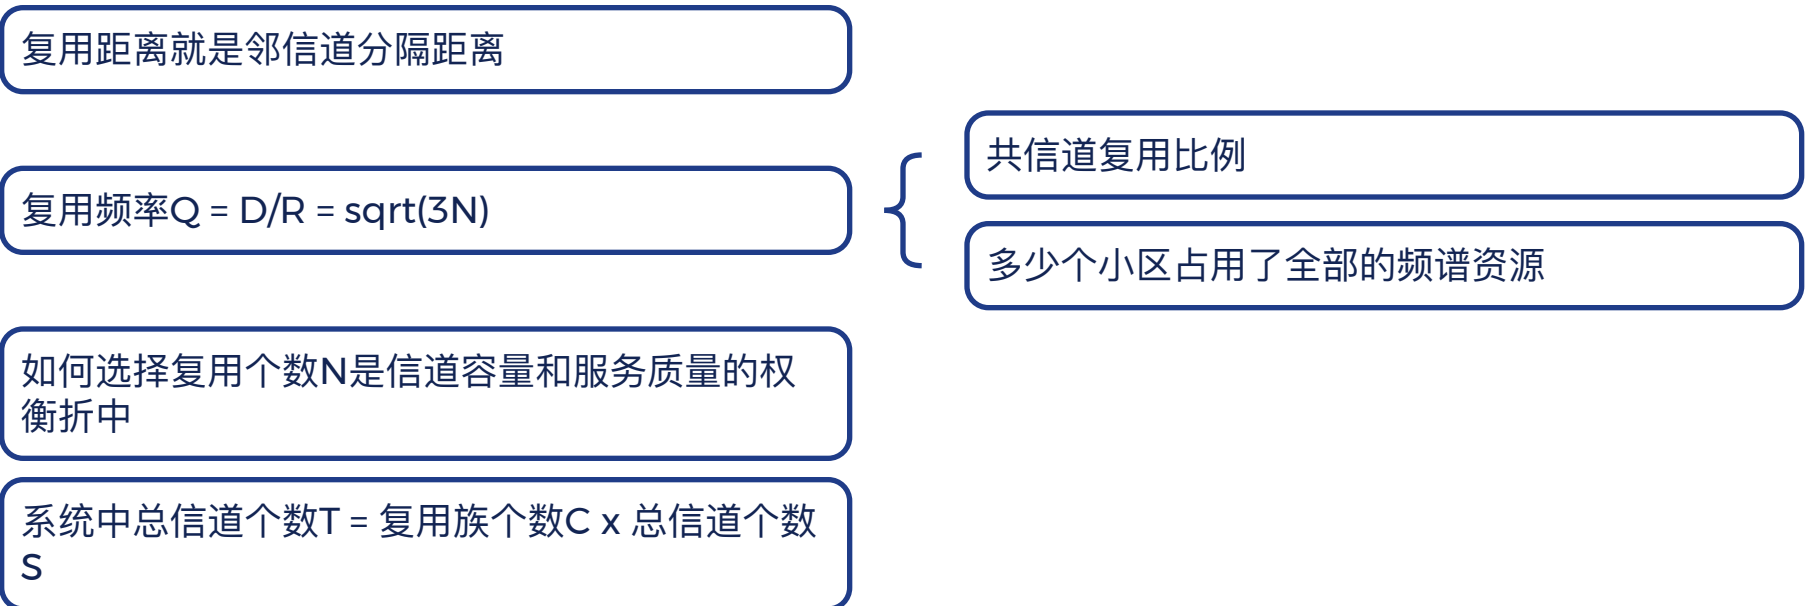 复用距离就是邻信道分隔距离
复用频率Q = D/R = sqrt(3N)
共信道复用比例
多少个小区占用了全部的频谱资源
如何选择复用个数N是信道容量和服务质量的权
衡折中
系统中总信道个数T = 复用族个数C x 总信道个数
S